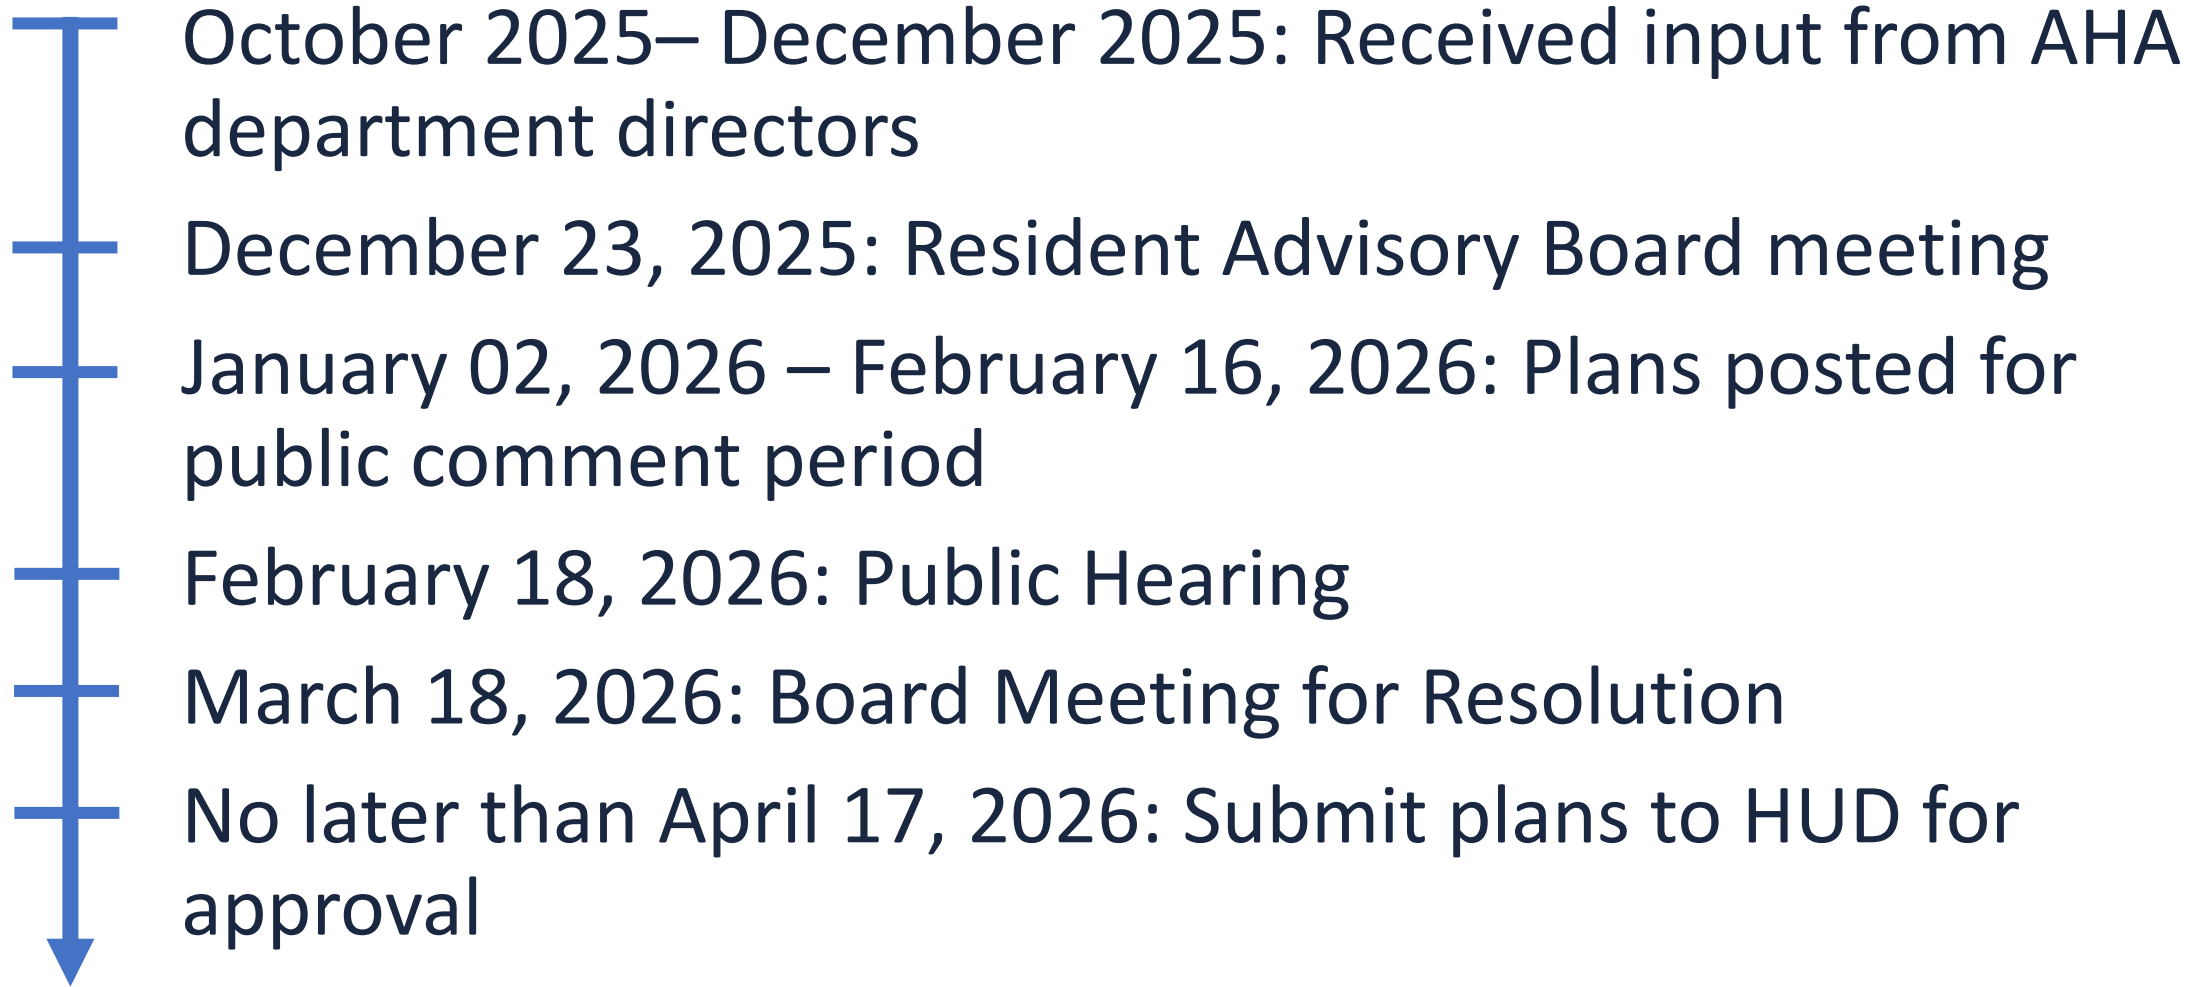 October 2025– December 2025: Received input from AHA
department directors
December 23, 2025: Resident Advisory Board meeting
January 02, 2026 – February 16, 2026: Plans posted for
public comment period
February 18, 2026: Public Hearing
March 18, 2026: Board Meeting for Resolution
No later than April 17, 2026: Submit plans to HUD for
approval